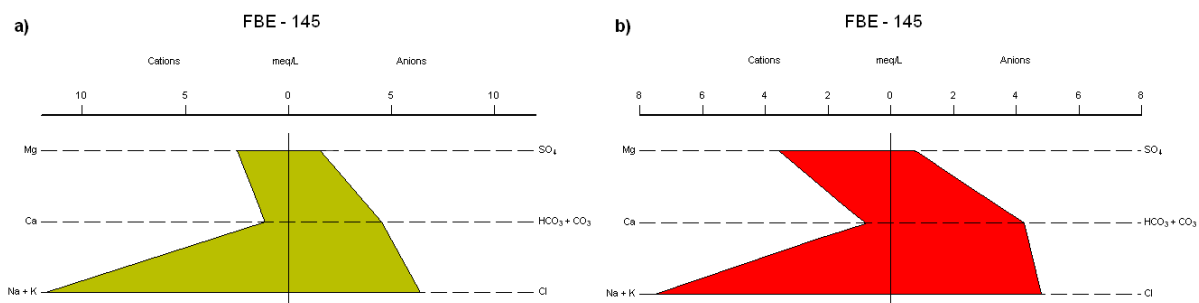 a) FBE - 145
Cations meq/L Anions
10 5 0 5 10
Mg SO₄
Ca HCO₃ + CO₃
Na + K Cl
b) FBE - 145
Cations meq/L Anions
8 6 4 2 0 2 4 6 8
Mg SO₄
Ca HCO₃ + CO₃
Na + K Cl